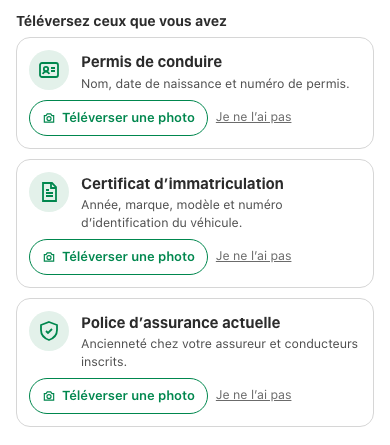 Téléversez ceux que vous avez
Permis de conduire
Nom, date de naissance et numéro de permis.
Téléverser une photo Je ne l’ai pas
Certificat d’immatriculation
Année, marque, modèle et numéro
d’identification du véhicule.
Téléverser une photo Je ne l’ai pas
Police d’assurance actuelle
Ancienneté chez votre assureur et conducteurs
inscrits.
Téléverser une photo Je ne l’ai pas